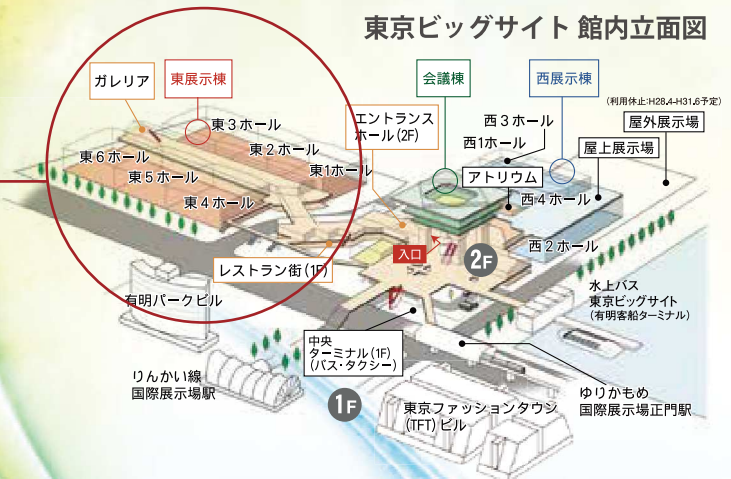 東京ビッグサイト 館内立面図
ガレリア
東展示棟
会議棟
西展示棟
(利用休止:H28.4-H31.6予定)
屋外展示場
エントランス
ホール(2F)
西3ホール
西1ホール
屋上展示場
アトリウム
東3ホール
東2ホール
東1ホール
東6ホール
東5ホール
東4ホール
西4ホール
西2ホール
入口
2F
レストラン街(1F)
有明パークビル
水上バス
東京ビッグサイト
(有明客船ターミナル)
中央
ターミナル(1F)
(バス・タクシー)
りんかい線
国際展示場駅
1F
東京ファッションタウン
(TFT)ビル
ゆりかもめ
国際展示場正門駅